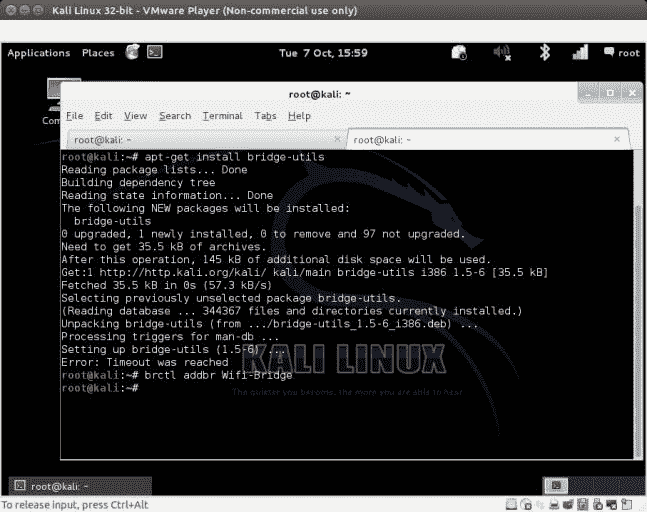 Kali Linux 32-bit - VMware Player (Non-commercial use only)
Applications Places Tue 7 Oct, 15:59 root
Com
root@kali: ~
File Edit View Search Terminal Tabs Help
root@kali: ~ × root@kali: ~ ×
root@kali:~# apt-get install bridge-utils
Reading package lists... Done
Building dependency tree
Reading state information... Done
The following NEW packages will be installed:
bridge-utils
0 upgraded, 1 newly installed, 0 to remove and 97 not upgraded.
Need to get 35.5 kB of archives.
After this operation, 145 kB of additional disk space will be used.
Get:1 http://http.kali.org/kali/ kali/main bridge-utils i386 1.5-6 [35.5 kB]
Fetched 35.5 kB in 0s (57.3 kB/s)
Selecting previously unselected package bridge-utils.
(Reading database ... 344367 files and directories currently installed.)
Unpacking bridge-utils (from .../bridge-utils_1.5-6_i386.deb) ...
Processing triggers for man-db ...
Setting up bridge-utils (1.5-6) ...
KALI LINUX
Error: Timeout was reached
root@kali:~# brctl addbr Wifi-Bridge
root@kali:~#
The quieter you become, the more you are able to hear
root@kali: ~
To release input, press Ctrl+Alt